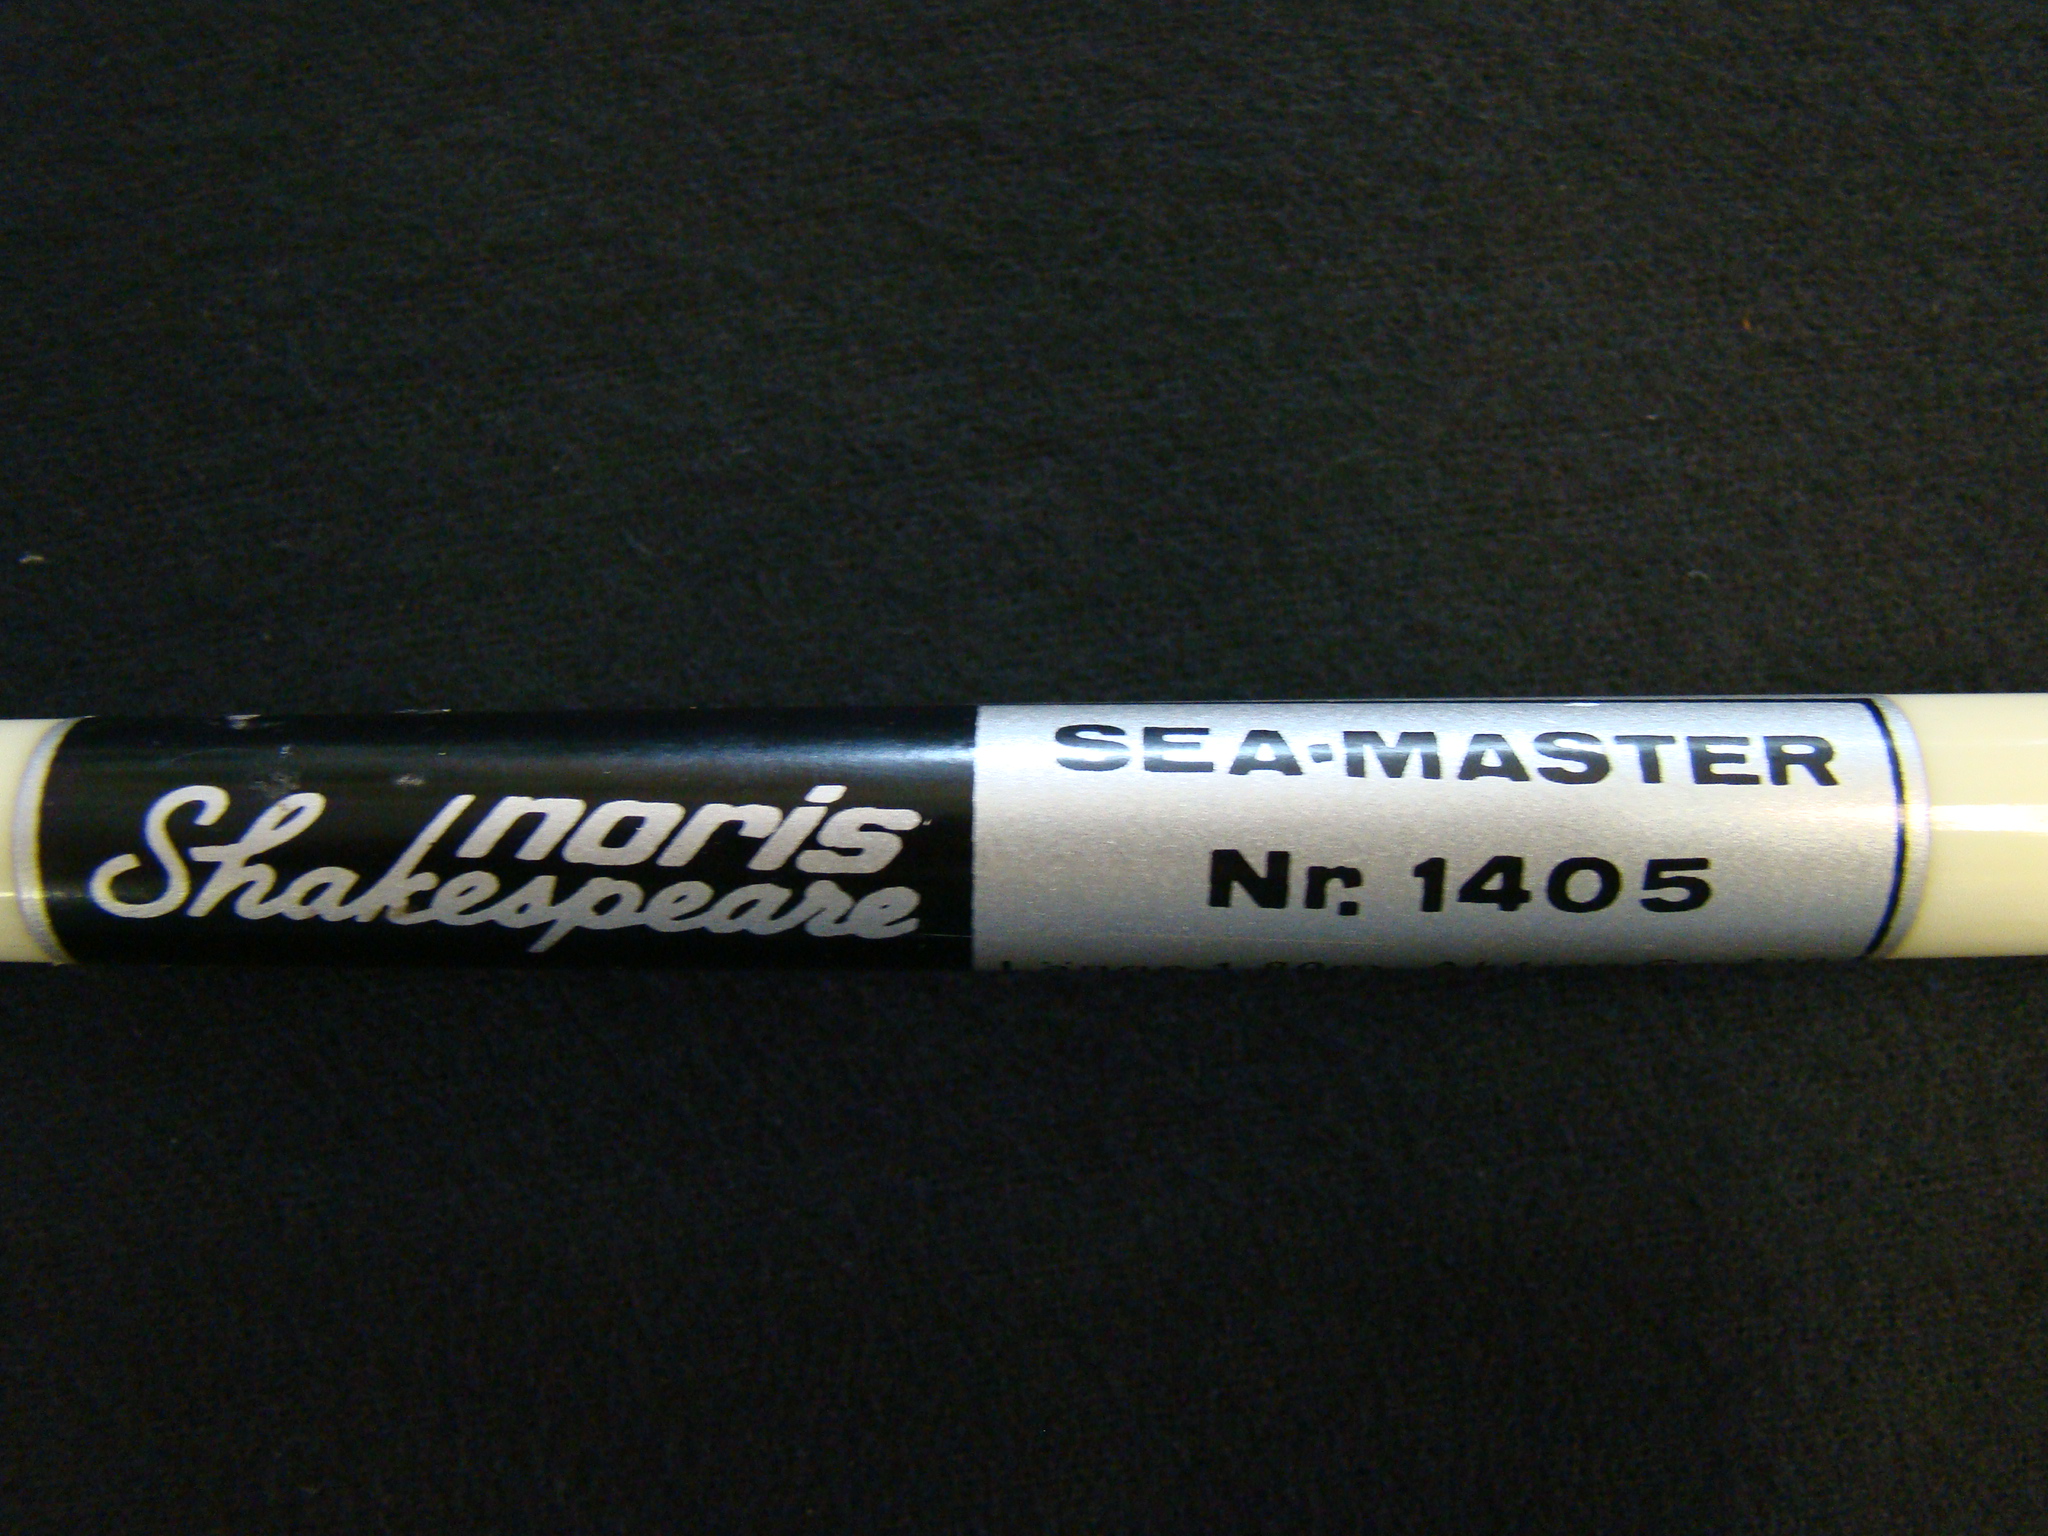 noris
Shakespeare
SEA-MASTER
Nr. 1405